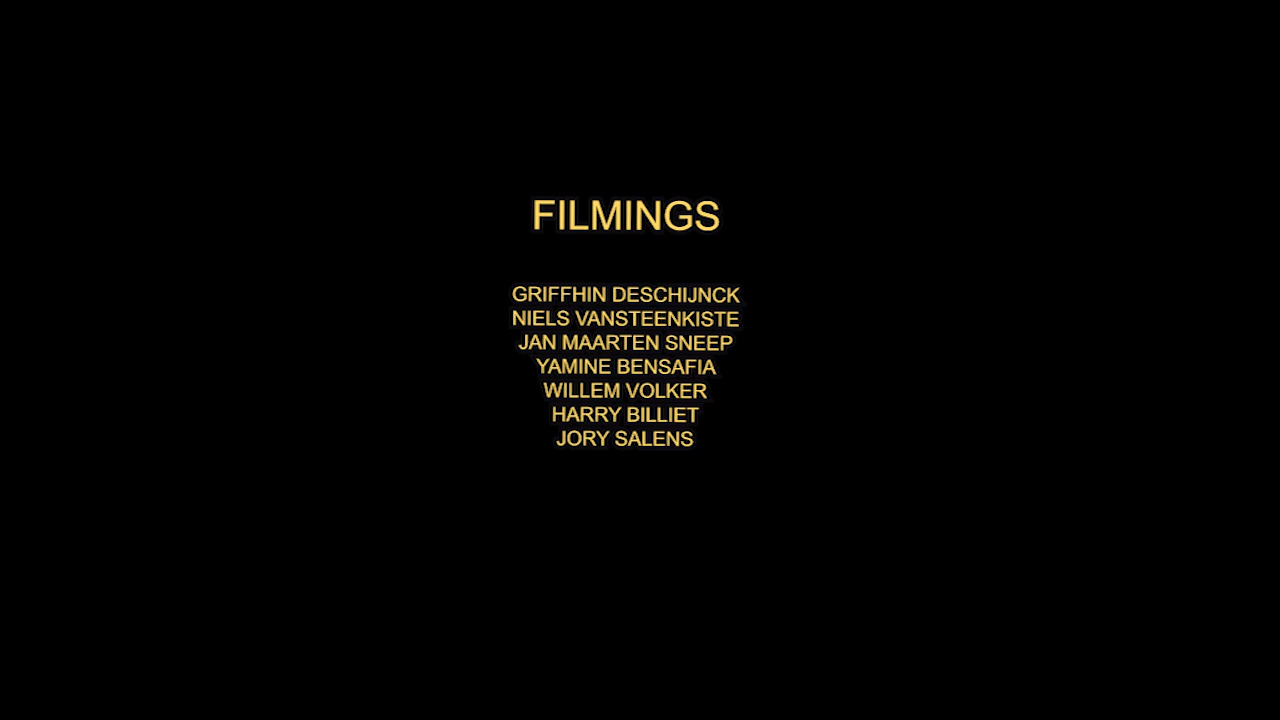 FILMINGS
GRIFFHIN DESCHIJNCK
NIELS VANSTEENKISTE
JAN MAARTEN SNEEP
YAMINE BENSAFIA
WILLEM VOLKER
HARRY BILLIET
JORY SALENS